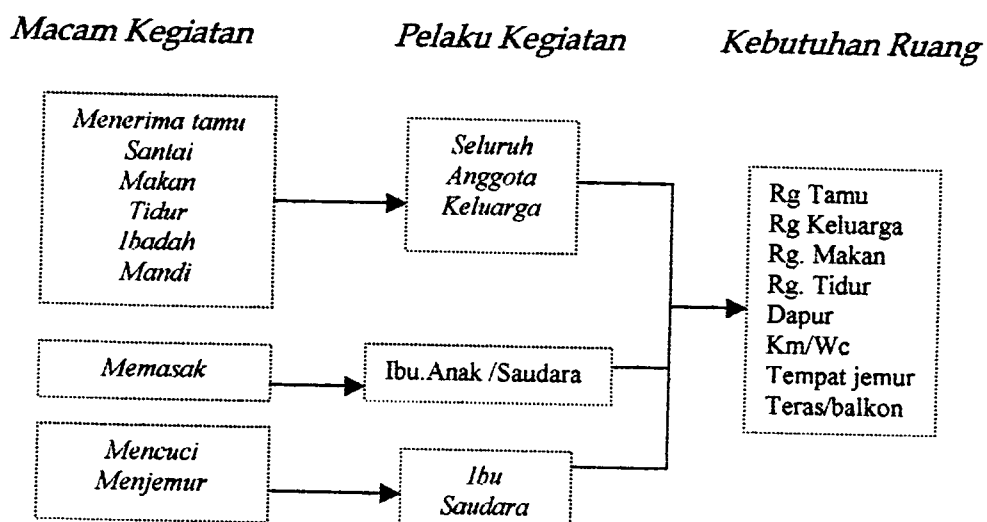 Macam Kegiatan
Pelaku Kegiatan
Kebutuhan Ruang
Menerima tamu
Santai
Makan
Tidur
Ibadah
Mandi
Seluruh
Anggota
Keluarga
Rg Tamu
Rg Keluarga
Rg. Makan
Rg. Tidur
Dapur
Km/Wc
Tempat jemur
Teras/balkon
Memasak
Ibu.Anak /Saudara
Mencuci
Menjemur
Ibu
Saudara